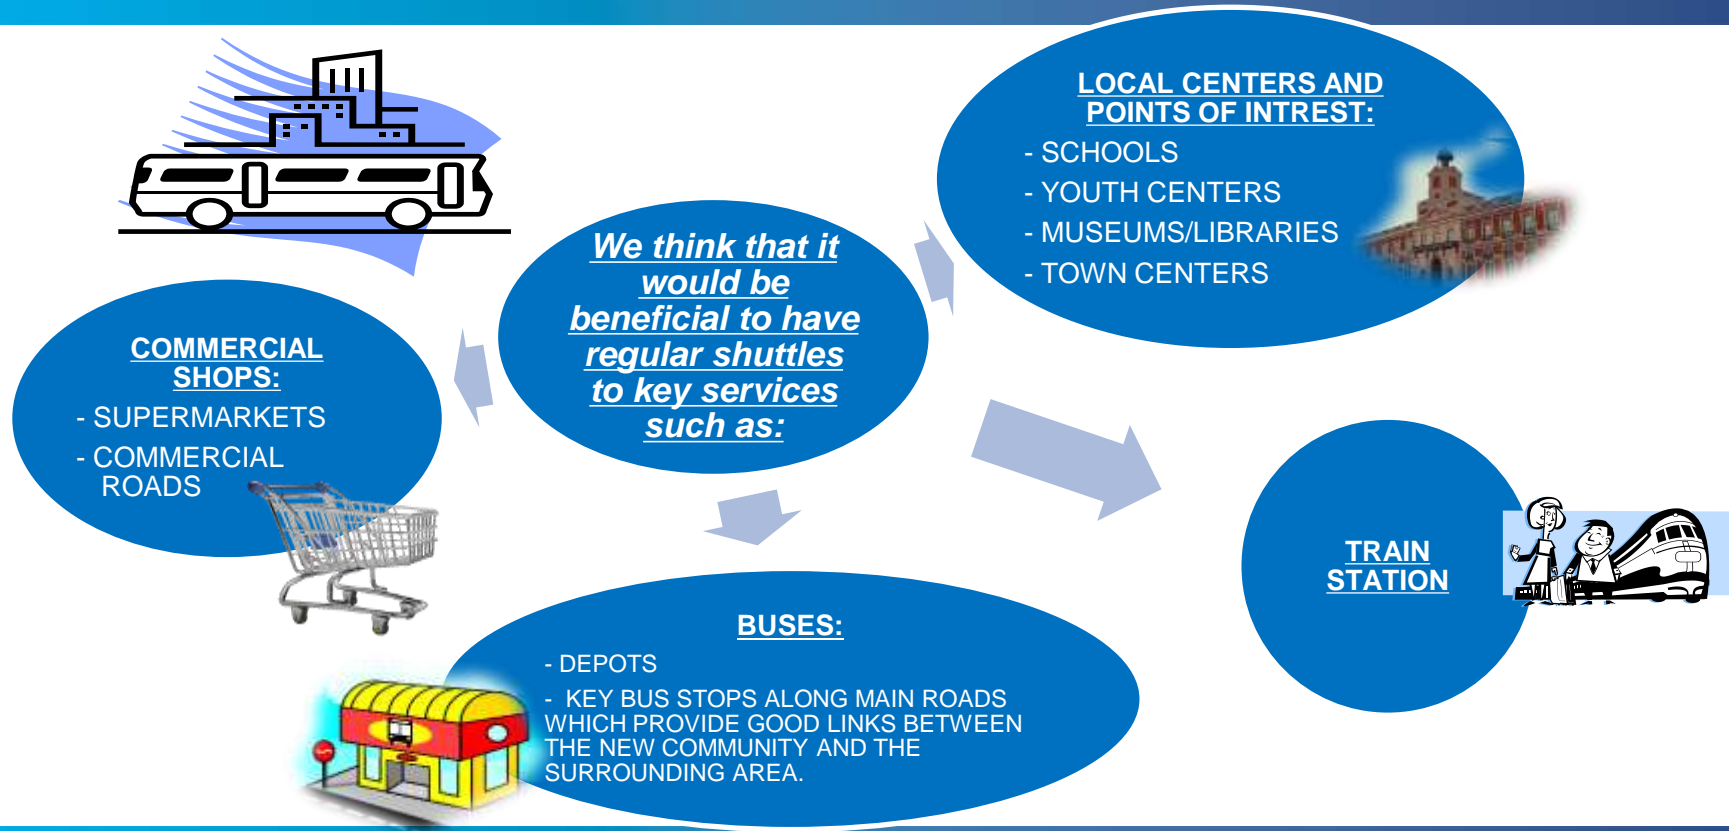 LOCAL CENTERS AND
POINTS OF INTREST:
- SCHOOLS
- YOUTH CENTERS
- MUSEUMS/LIBRARIES
- TOWN CENTERS
We think that it
would be
beneficial to have
regular shuttles
to key services
such as:
COMMERCIAL
SHOPS:
- SUPERMARKETS
- COMMERCIAL
ROADS
TRAIN
STATION
BUSES:
- DEPOTS
- KEY BUS STOPS ALONG MAIN ROADS
WHICH PROVIDE GOOD LINKS BETWEEN
THE NEW COMMUNITY AND THE
SURROUNDING AREA.